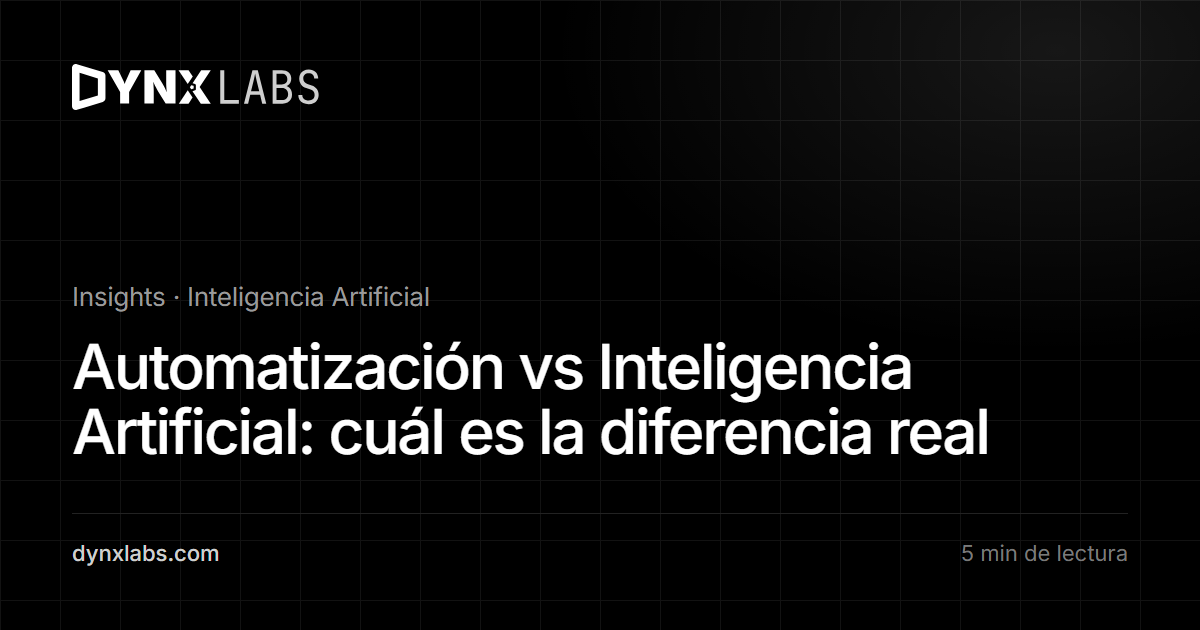 DYNX LABS
Insights · Inteligencia Artificial
Automatización vs Inteligencia
Artificial: cuál es la diferencia real
dynxlabs.com
5 min de lectura